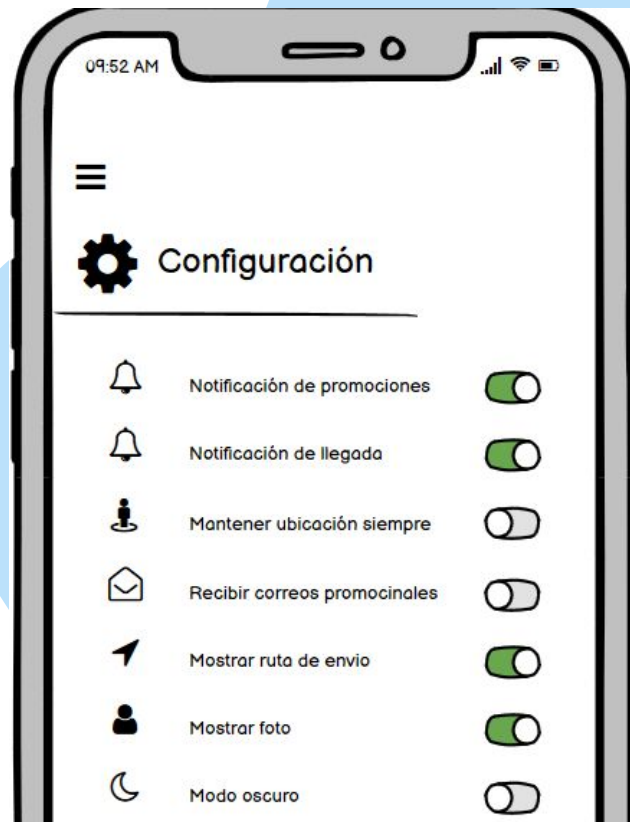 09:52 AM
Configuración
Notificación de promociones
Notificación de llegada
Mantener ubicación siempre
Recibir correos promocinales
Mostrar ruta de envio
Mostrar foto
Modo oscuro